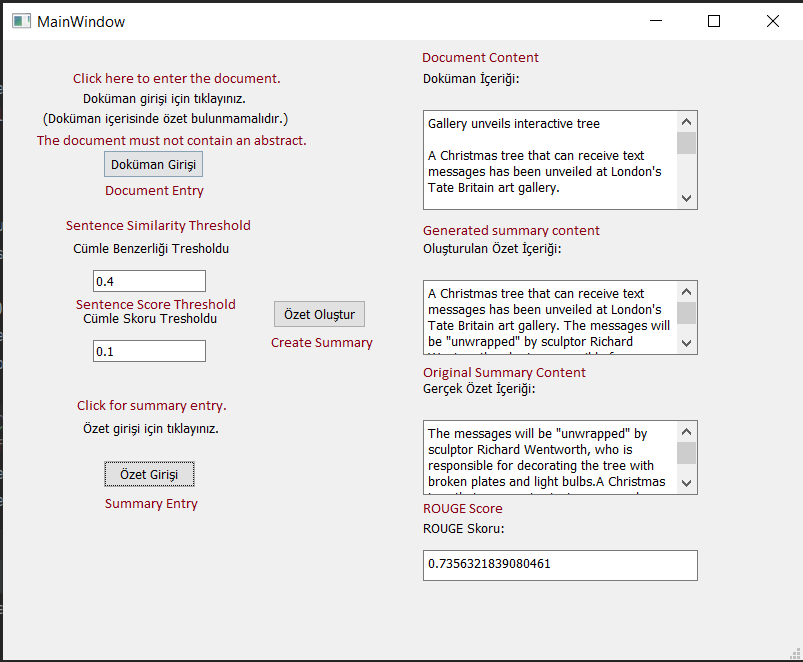 MainWindow
Click here to enter the document.
Doküman girişi için tıklayınız.
(Doküman içerisinde özet bulunmamalıdır.)
The document must not contain an abstract.
Doküman Girişi
Document Entry
Sentence Similarity Threshold
Cümle Benzerliği Tresholdu
0.4
Sentence Score Threshold
Cümle Skoru Tresholdu
0.1
Özet Oluştur
Create Summary
Click for summary entry.
Özet girişi için tıklayınız.
Özet Girişi
Summary Entry
Document Content
Doküman İçeriği:
Gallery unveils interactive tree
A Christmas tree that can receive text
messages has been unveiled at London's
Tate Britain art gallery.
Generated summary content
Oluşturulan Özet İçeriği:
A Christmas tree that can receive text
messages has been unveiled at London's
Tate Britain art gallery. The messages will
be "unwrapped" by sculptor Richard
Original Summary Content
Gerçek Özet İçeriği:
The messages will be "unwrapped" by
sculptor Richard Wentworth, who is
responsible for decorating the tree with
broken plates and light bulbs.A Christmas
ROUGE Score
ROUGE Skoru:
0.7356321839080461